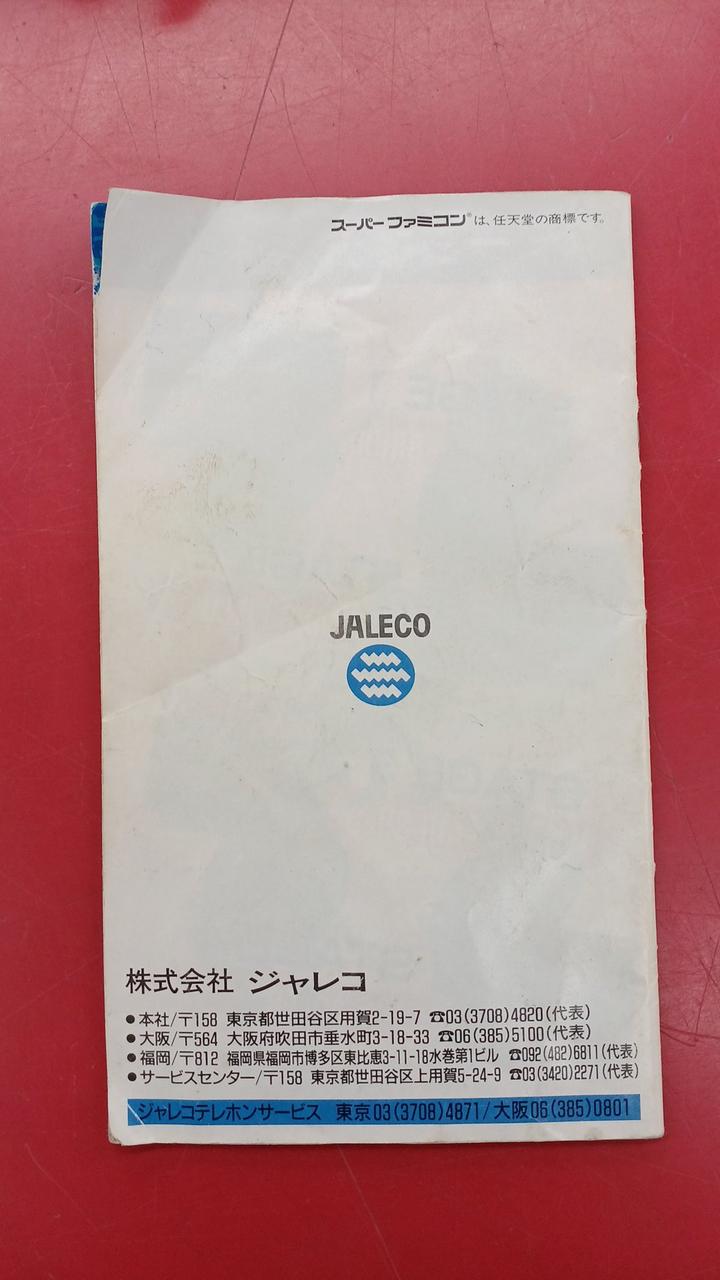 スーパーファミコン®は、任天堂の商標です。
JALECO
株式会社 ジャレコ
●本社/〒158 東京都世田谷区用賀2-19-7 ☎03(3708)4820(代表)
●大阪/〒564 大阪府吹田市垂水町3-18-33 ☎06(385)5100(代表)
●福岡/〒812 福岡県福岡市博多区東比恵3-11-18水巻第1ビル ☎092(482)6811(代表)
●サービスセンター/〒158 東京都世田谷区上用賀5-24-9 ☎03(3420)2271(代表)
ジャレコテレホンサービス 東京03(3708)4871/大阪06(385)0801